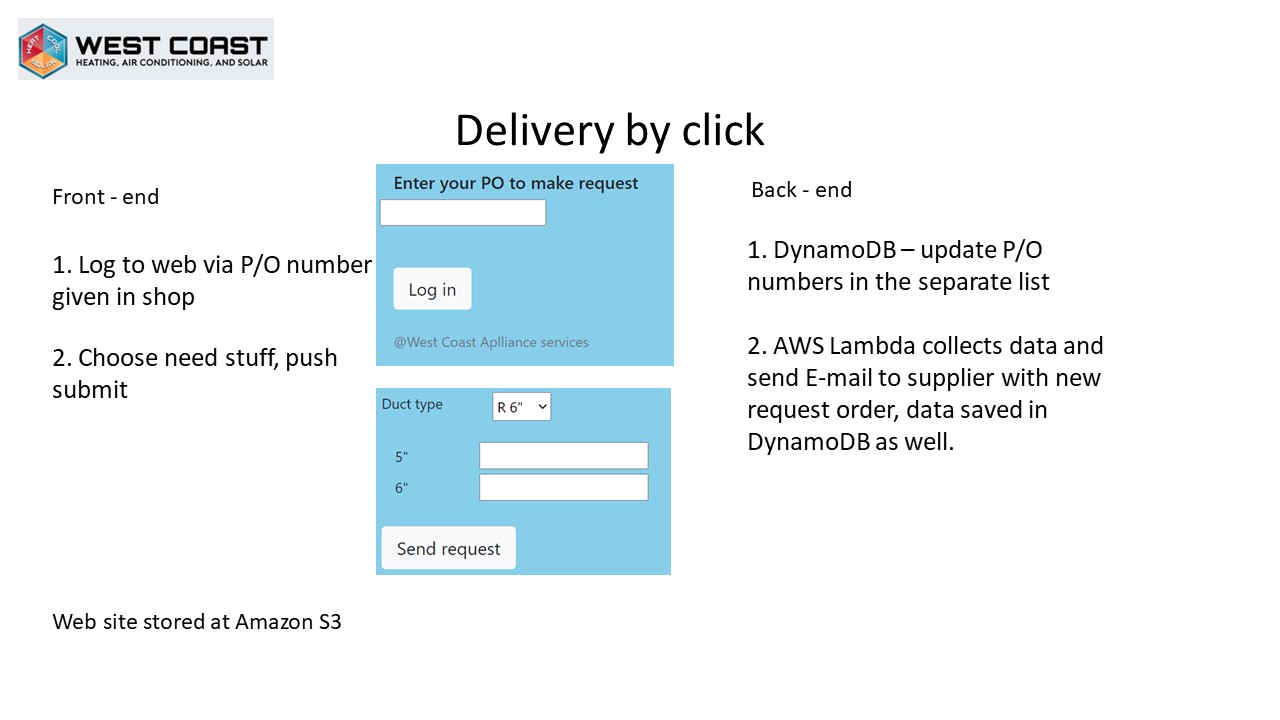 HEAT
COOL
SOLAR
WEST COAST
HEATING, AIR CONDITIONING, AND SOLAR
Delivery by click
Front - end
1. Log to web via P/O number
given in shop
2. Choose need stuff, push
submit
Enter your PO to make request
Log in
@West Coast Aplliance services
Duct type
R 6"
5"
6"
Send request
Back - end
1. DynamoDB – update P/O
numbers in the separate list
2. AWS Lambda collects data and
send E-mail to supplier with new
request order, data saved in
DynamoDB as well.
Web site stored at Amazon S3